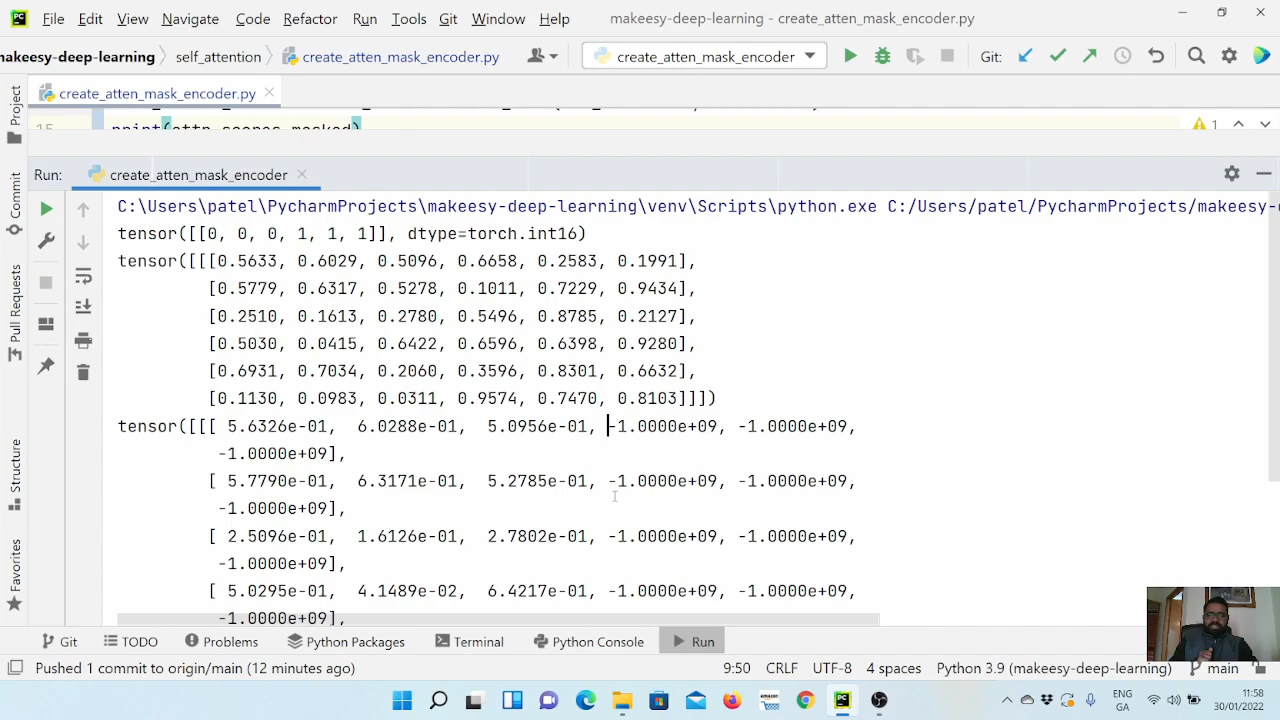 PC File Edit View Navigate Code Refactor Run Tools Git Window Help makeesy-deep-learning - create_atten_mask_encoder.py
makeesy-deep-learning self_attention create_atten_mask_encoder.py create_atten_mask_encoder Git:
create_atten_mask_encoder.py
15 print(attn_scores_masked) 1
Project
Commit
Pull Requests
Structure
Favorites
Run: create_atten_mask_encoder
C:\Users\patel\PycharmProjects\makeesy-deep-learning\venv\Scripts\python.exe C:/Users/patel/PycharmProjects/makeesy-d
tensor([[0, 0, 0, 1, 1, 1]], dtype=torch.int16)
tensor([[[0.5633, 0.6029, 0.5096, 0.6658, 0.2583, 0.1991],
[0.5779, 0.6317, 0.5278, 0.1011, 0.7229, 0.9434],
[0.2510, 0.1613, 0.2780, 0.5496, 0.8785, 0.2127],
[0.5030, 0.0415, 0.6422, 0.6596, 0.6398, 0.9280],
[0.6931, 0.7034, 0.2060, 0.3596, 0.8301, 0.6632],
[0.1130, 0.0983, 0.0311, 0.9574, 0.7470, 0.8103]]])
tensor([[[ 5.6326e-01, 6.0288e-01, 5.0956e-01, -1.0000e+09, -1.0000e+09,
-1.0000e+09],
[ 5.7790e-01, 6.3171e-01, 5.2785e-01, -1.0000e+09, -1.0000e+09,
-1.0000e+09],
[ 2.5096e-01, 1.6126e-01, 2.7802e-01, -1.0000e+09, -1.0000e+09,
-1.0000e+09],
[ 5.0295e-01, 4.1489e-02, 6.4217e-01, -1.0000e+09, -1.0000e+09,
-1.0000e+09],
Git TODO Problems Python Packages Terminal Python Console Run
Pushed 1 commit to origin/main (12 minutes ago) 9:50 CRLF UTF-8 4 spaces Python 3.9 (makeesy-deep-learning) main
ENG 11:58
GA 30/01/2022